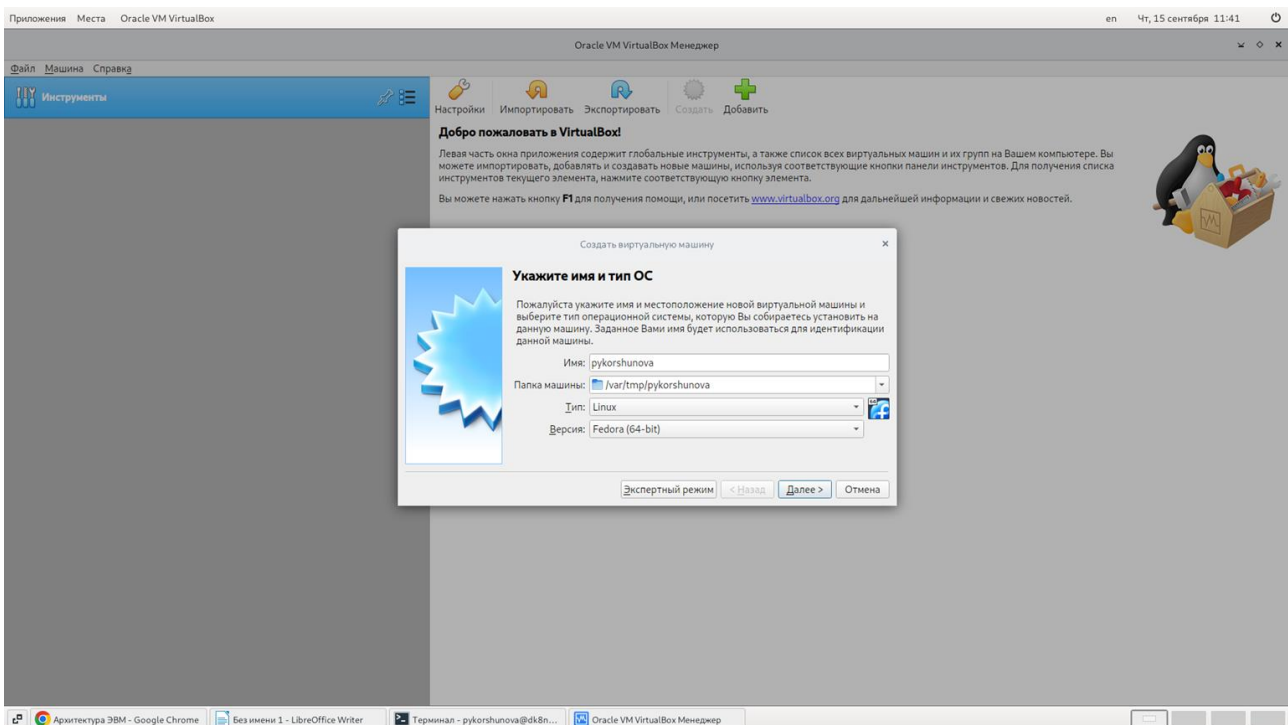 Приложения Места Oracle VM VirtualBox en Чт, 15 сентября 11:41
Oracle VM VirtualBox Менеджер
Файл Машина Справка
Инструменты
Настройки Импортировать Экспортировать Создать Добавить
Добро пожаловать в VirtualBox!
Левая часть окна приложения содержит глобальные инструменты, а также список всех виртуальных машин и их групп на Вашем компьютере. Вы
можете импортировать, добавлять и создавать новые машины, используя соответствующие кнопки панели инструментов. Для получения списка
инструментов текущего элемента, нажмите соответствующую кнопку элемента.
Вы можете нажать кнопку F1 для получения помощи, или посетить www.virtualbox.org для дальнейшей информации и свежих новостей.
Создать виртуальную машину
Укажите имя и тип ОС
Пожалуйста укажите имя и местоположение новой виртуальной машины и
выберите тип операционной системы, которую Вы собираетесь установить на
данную машину. Заданное Вами имя будет использоваться для идентификации
данной машины.
Имя: pykorshunova
Папка машины: /var/tmp/pykorshunova
Тип: Linux
64
Версия: Fedora (64-bit)
Экспертный режим < Назад Далее > Отмена
Архитектура ЭВМ - Google Chrome Без имени 1 - LibreOffice Writer Терминал - pykorshunova@dk8n... Oracle VM VirtualBox Менеджер